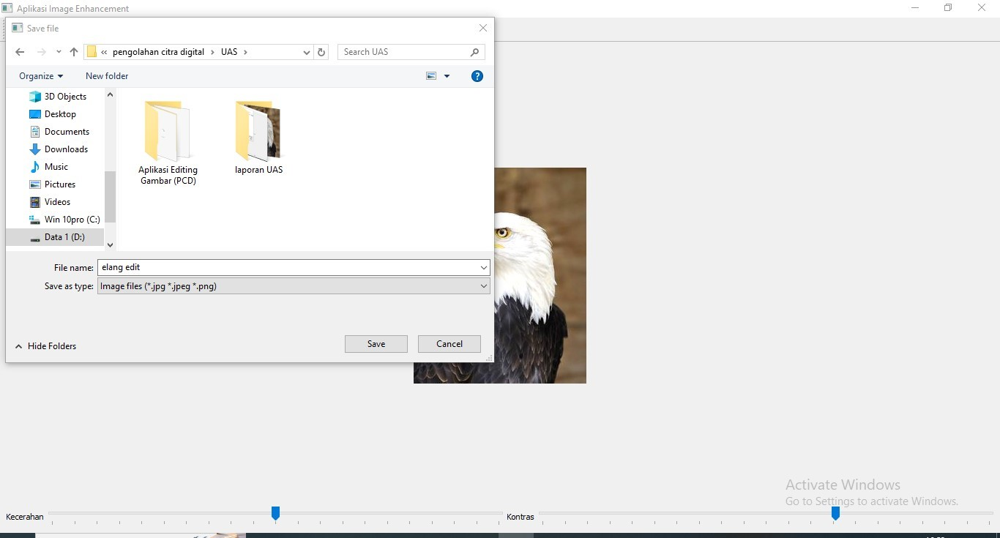 Aplikasi Image Enhancement
Save file
« pengolahan citra digital › UAS ›
Search UAS
Organize
New folder
3D Objects
Desktop
Documents
Downloads
Music
Pictures
Videos
Win 10pro (C:)
Data 1 (D:)
Aplikasi Editing
Gambar (PCD)
laporan UAS
File name: elang edit
Save as type: Image files (*.jpg *.jpeg *.png)
Hide Folders
Save
Cancel
Activate Windows
Go to Settings to activate Windows.
Kecerahan
Kontras